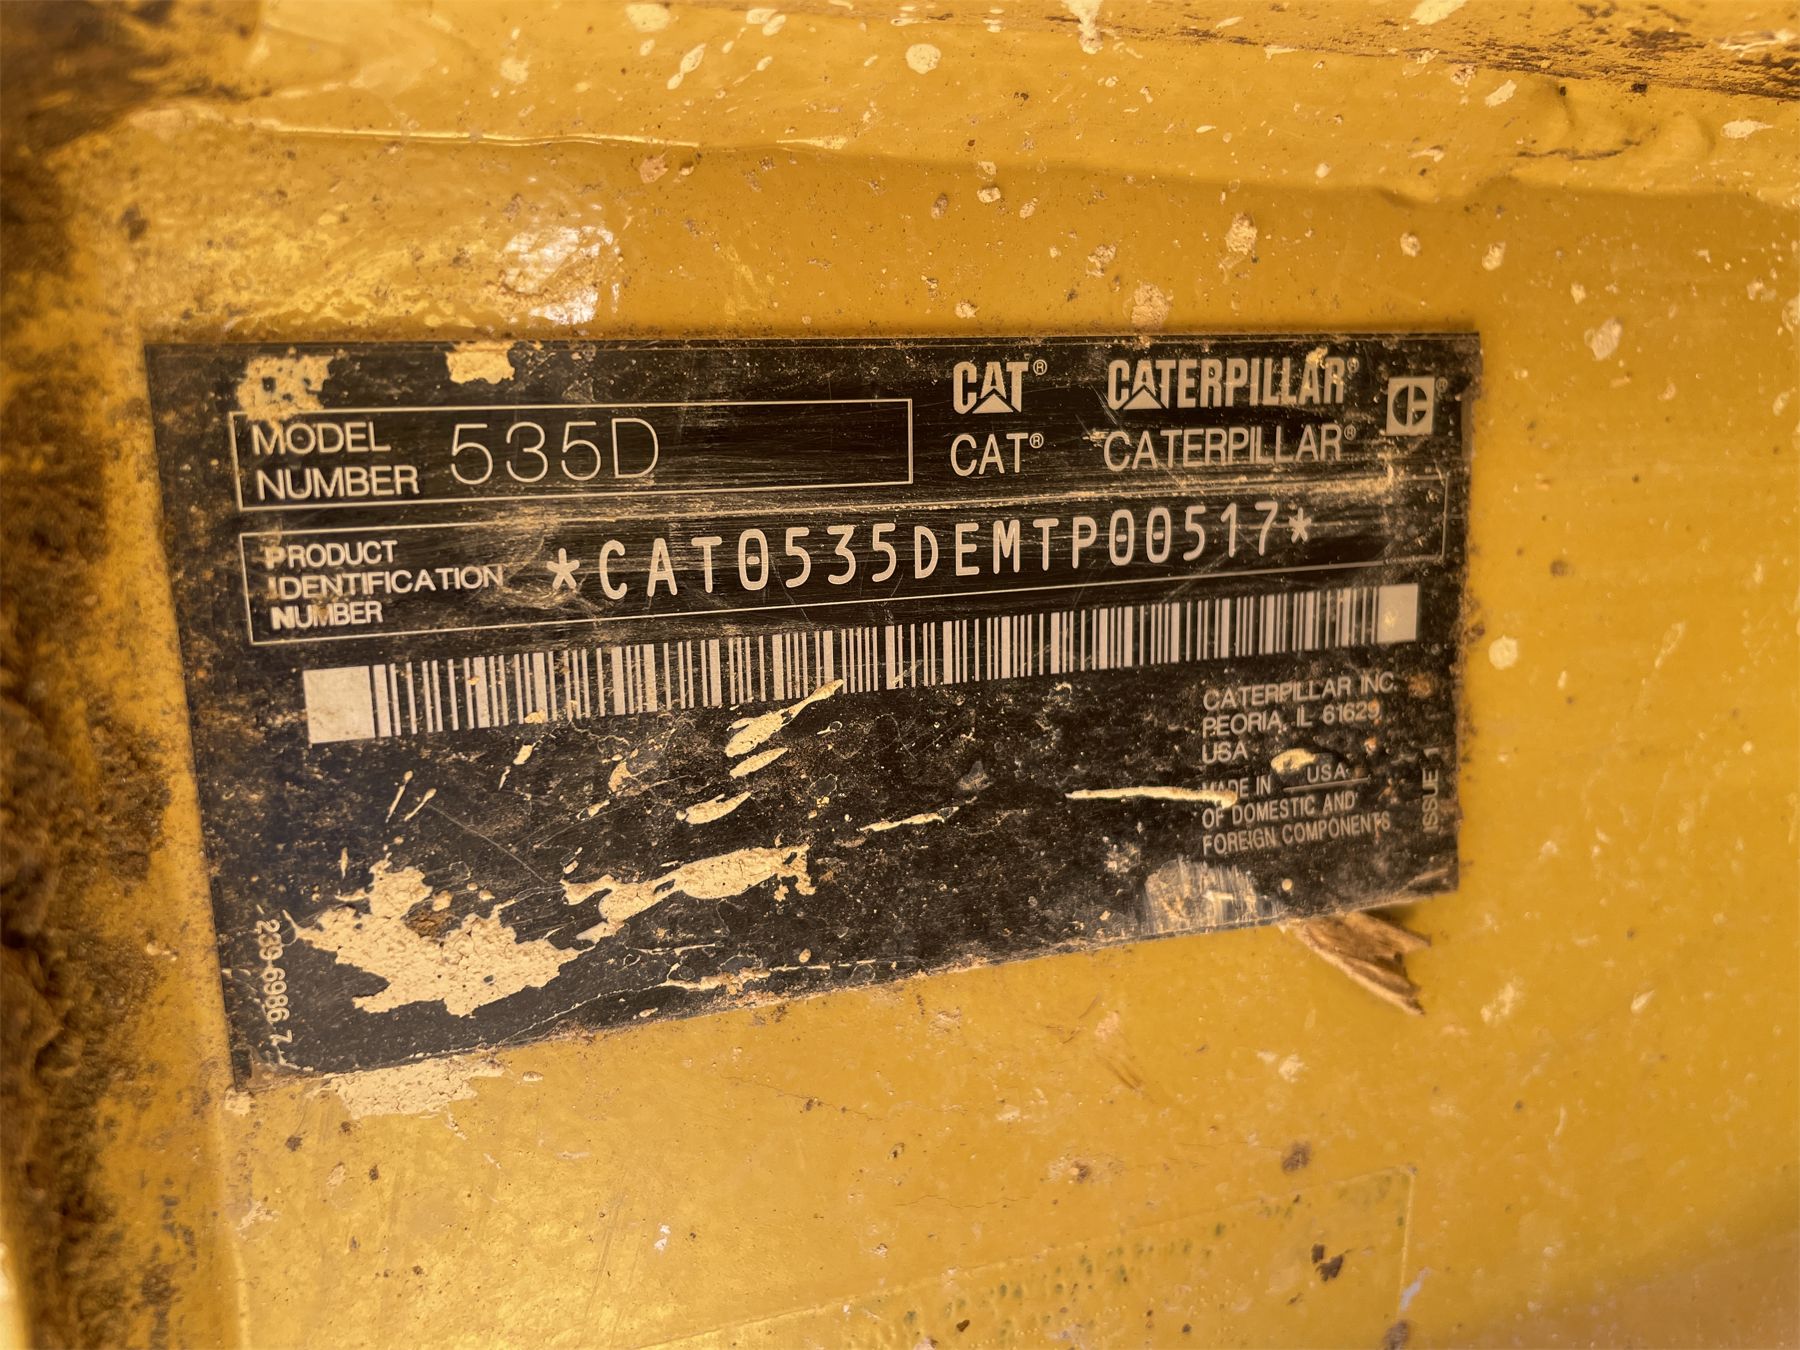 CAT® CATERPILLAR®
CAT® CATERPILLAR®
MODEL
NUMBER 535D
PRODUCT
IDENTIFICATION
NUMBER
*CAT0535DEMTP00517*
CATERPILLAR INC.
PEORIA, IL 61629
USA
MADE IN USA
OF DOMESTIC AND
FOREIGN COMPONENTS
ISSUE 1
239-6986 7